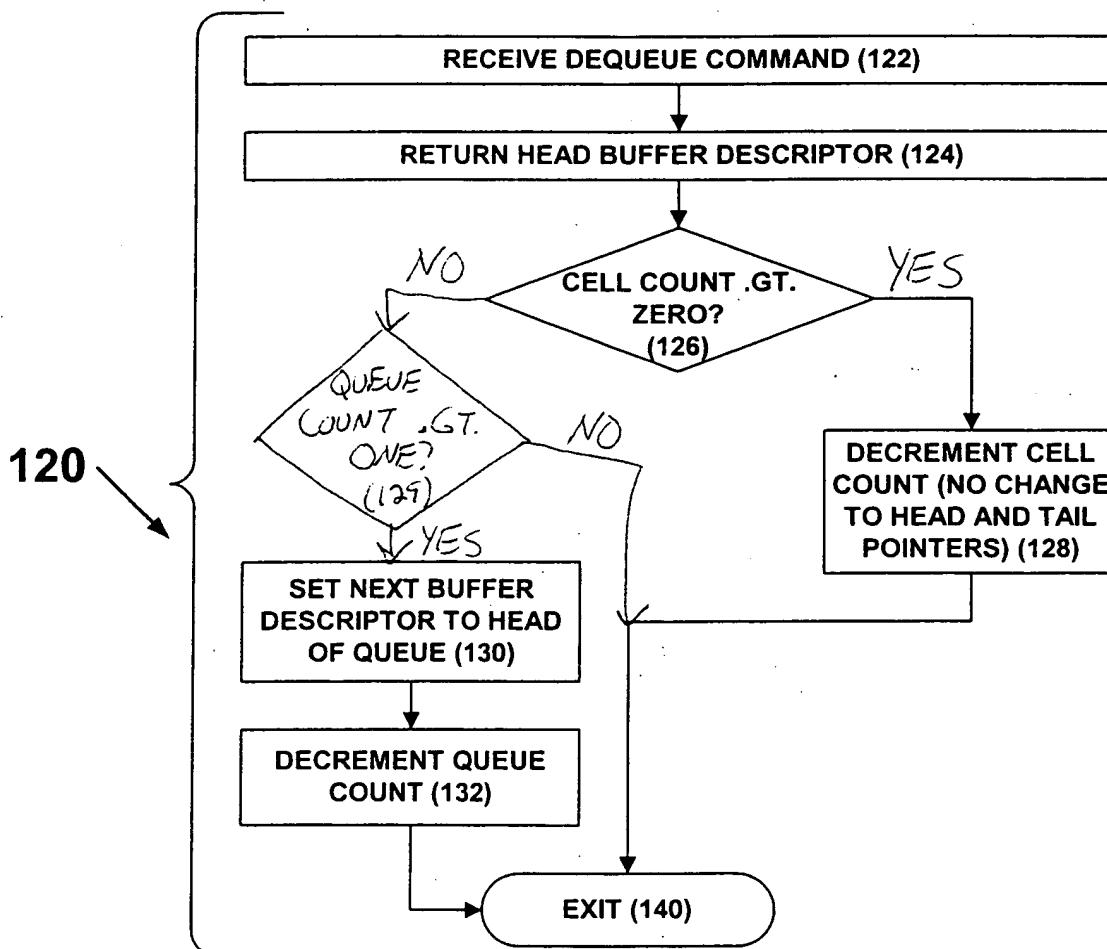 RECEIVE DEQUEUE COMMAND (122)
RETURN HEAD BUFFER DESCRIPTOR (124)
NO
YES
CELL COUNT .GT.
ZERO?
(126)
QUEUE
COUNT .GT.
ONE?
(129)
NO
YES
120
DECREMENT CELL
COUNT (NO CHANGE
TO HEAD AND TAIL
POINTERS) (128)
SET NEXT BUFFER
DESCRIPTOR TO HEAD
OF QUEUE (130)
DECREMENT QUEUE
COUNT (132)
EXIT (140)